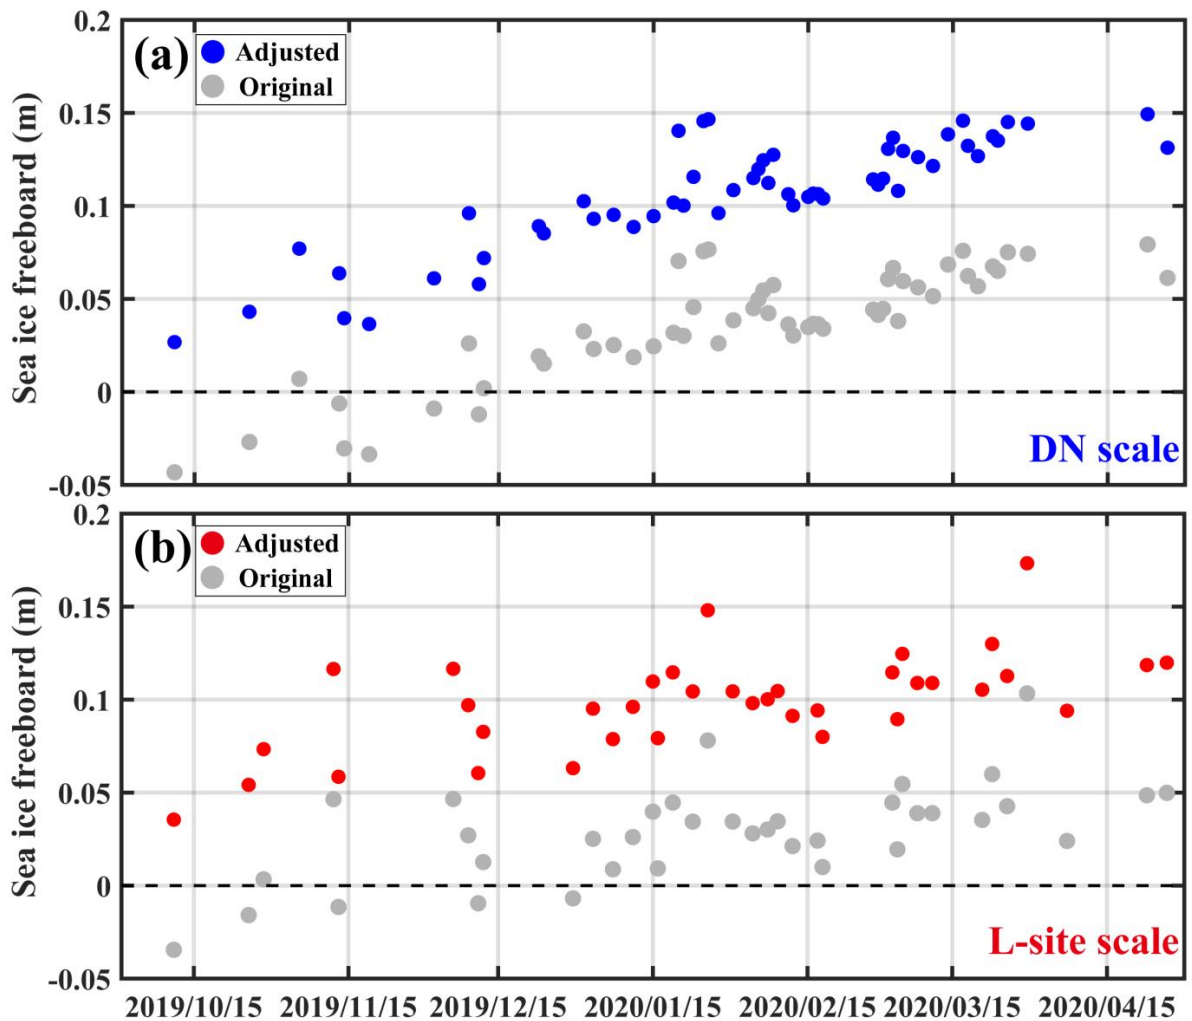 0.2
(a)
Adjusted
Original
0.15
0.1
0.05
0
-0.05
Sea ice freeboard (m)
DN scale
0.2
(b)
Adjusted
Original
0.15
0.1
0.05
0
-0.05
Sea ice freeboard (m)
L-site scale
2019/10/15 2019/11/15 2019/12/15 2020/01/15 2020/02/15 2020/03/15 2020/04/15